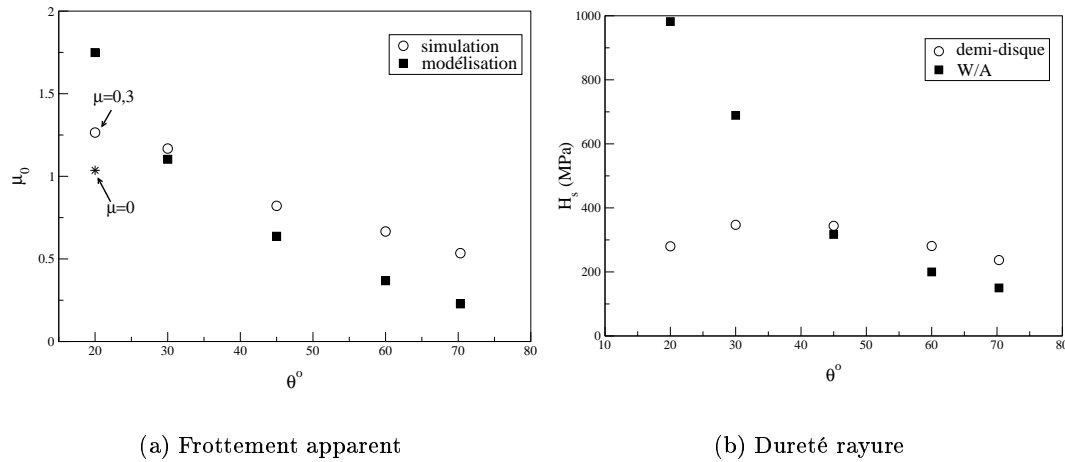 2
1.5
1
0.5
0
20 30 40 50 60 70 80
μ₀
θ°
simulation
modélisation
μ=0,3
μ=0
1000
800
600
400
200
0
10 20 30 40 50 60 70 80
H_s (MPa)
θ°
demi-disque
W/A
(a) Frottement apparent
(b) Dureté rayure